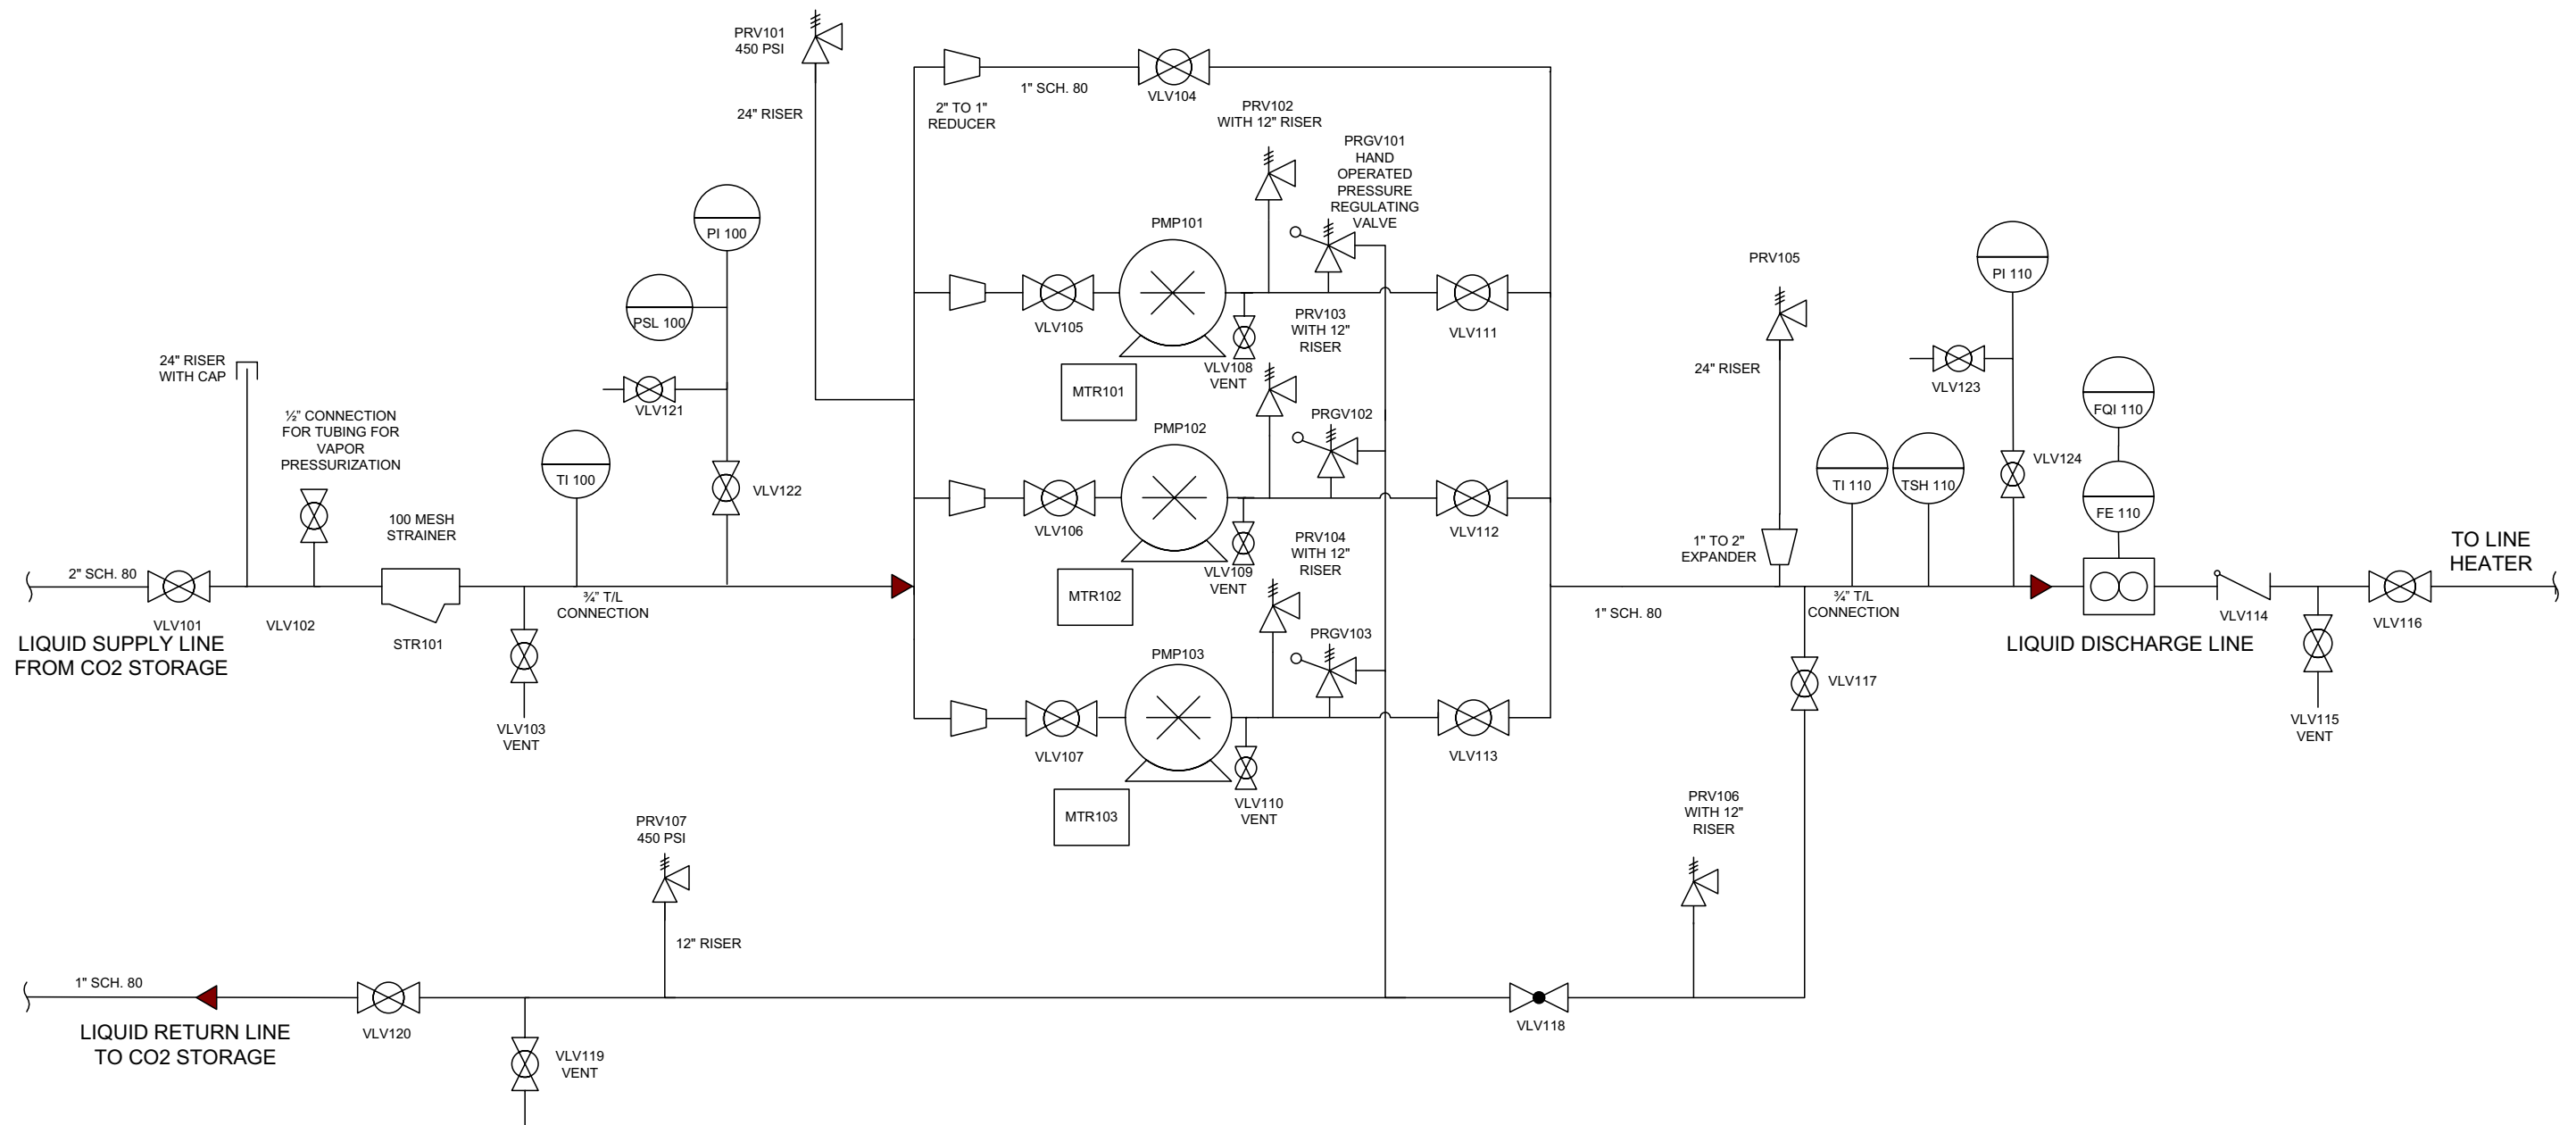 PRV101
450 PSI
24" RISER
2" TO 1"
REDUCER
1" SCH. 80
VLV104
PRV102
WITH 12" RISER
PRGV101
HAND
OPERATED
PRESSURE
REGULATING
VALVE
PI 100
PSL 100
VLV121
VLV122
24" RISER
WITH CAP
½" CONNECTION
FOR TUBING FOR
VAPOR
PRESSURIZATION
100 MESH
STRAINER
TI 100
2" SCH. 80
VLV101
VLV102
STR101
¾" T/L
CONNECTION
VLV103
VENT
LIQUID SUPPLY LINE
FROM CO2 STORAGE
PMP101
VLV105
MTR101
VLV108
VENT
PRV103
WITH 12"
RISER
VLV111
PMP102
VLV106
MTR102
VLV109
VENT
PRGV102
PRV104
WITH 12"
RISER
VLV112
PMP103
VLV107
MTR103
VLV110
VENT
PRGV103
VLV113
1" SCH. 80
PRV105
24" RISER
1" TO 2"
EXPANDER
TI 110
TSH 110
¾" T/L
CONNECTION
PI 110
VLV123
VLV124
FQI 110
FE 110
LIQUID DISCHARGE LINE
VLV114
VLV115
VENT
VLV116
TO LINE
HEATER
VLV117
PRV106
WITH 12"
RISER
VLV118
PRV107
450 PSI
12" RISER
1" SCH. 80
VLV120
VLV119
VENT
LIQUID RETURN LINE
TO CO2 STORAGE